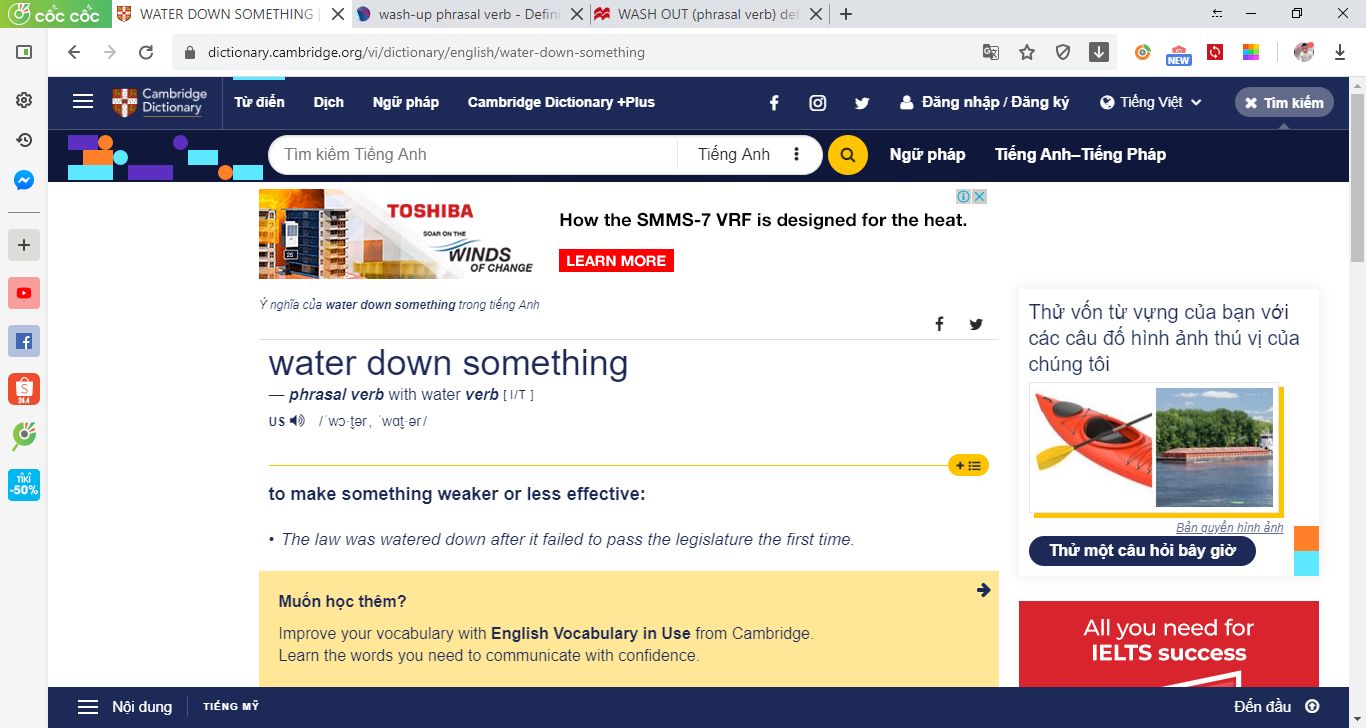 cốc cốc
WATER DOWN SOMETHING |
wash-up phrasal verb - Defini
WASH OUT (phrasal verb) def
dictionary.cambridge.org/vi/dictionary/english/water-down-something
NEW
Cambridge
Dictionary
Từ điển
Dịch
Ngữ pháp
Cambridge Dictionary +Plus
Đăng nhập / Đăng ký
Tiếng Việt
Tìm kiếm
Tìm kiếm Tiếng Anh
Tiếng Anh
Ngữ pháp
Tiếng Anh–Tiếng Pháp
TOSHIBA
SOAR ON THE
WINDS
OF CHANGE
How the SMMS-7 VRF is designed for the heat.
LEARN MORE
Ý nghĩa của water down something trong tiếng Anh
water down something
— phrasal verb with water verb [ I/T ]
US /ˈwɔ·t̬ər, ˈwɑt̬·ər/
to make something weaker or less effective:
• The law was watered down after it failed to pass the legislature the first time.
Muốn học thêm?
Improve your vocabulary with English Vocabulary in Use from Cambridge.
Learn the words you need to communicate with confidence.
Thử vốn từ vựng của bạn với
các câu đố hình ảnh thú vị của
chúng tôi
Bản quyền hình ảnh
Thử một câu hỏi bây giờ
All you need for
IELTS success
24.4
TIKI
-50%
Nội dung
TIẾNG MỸ
Đến đầu